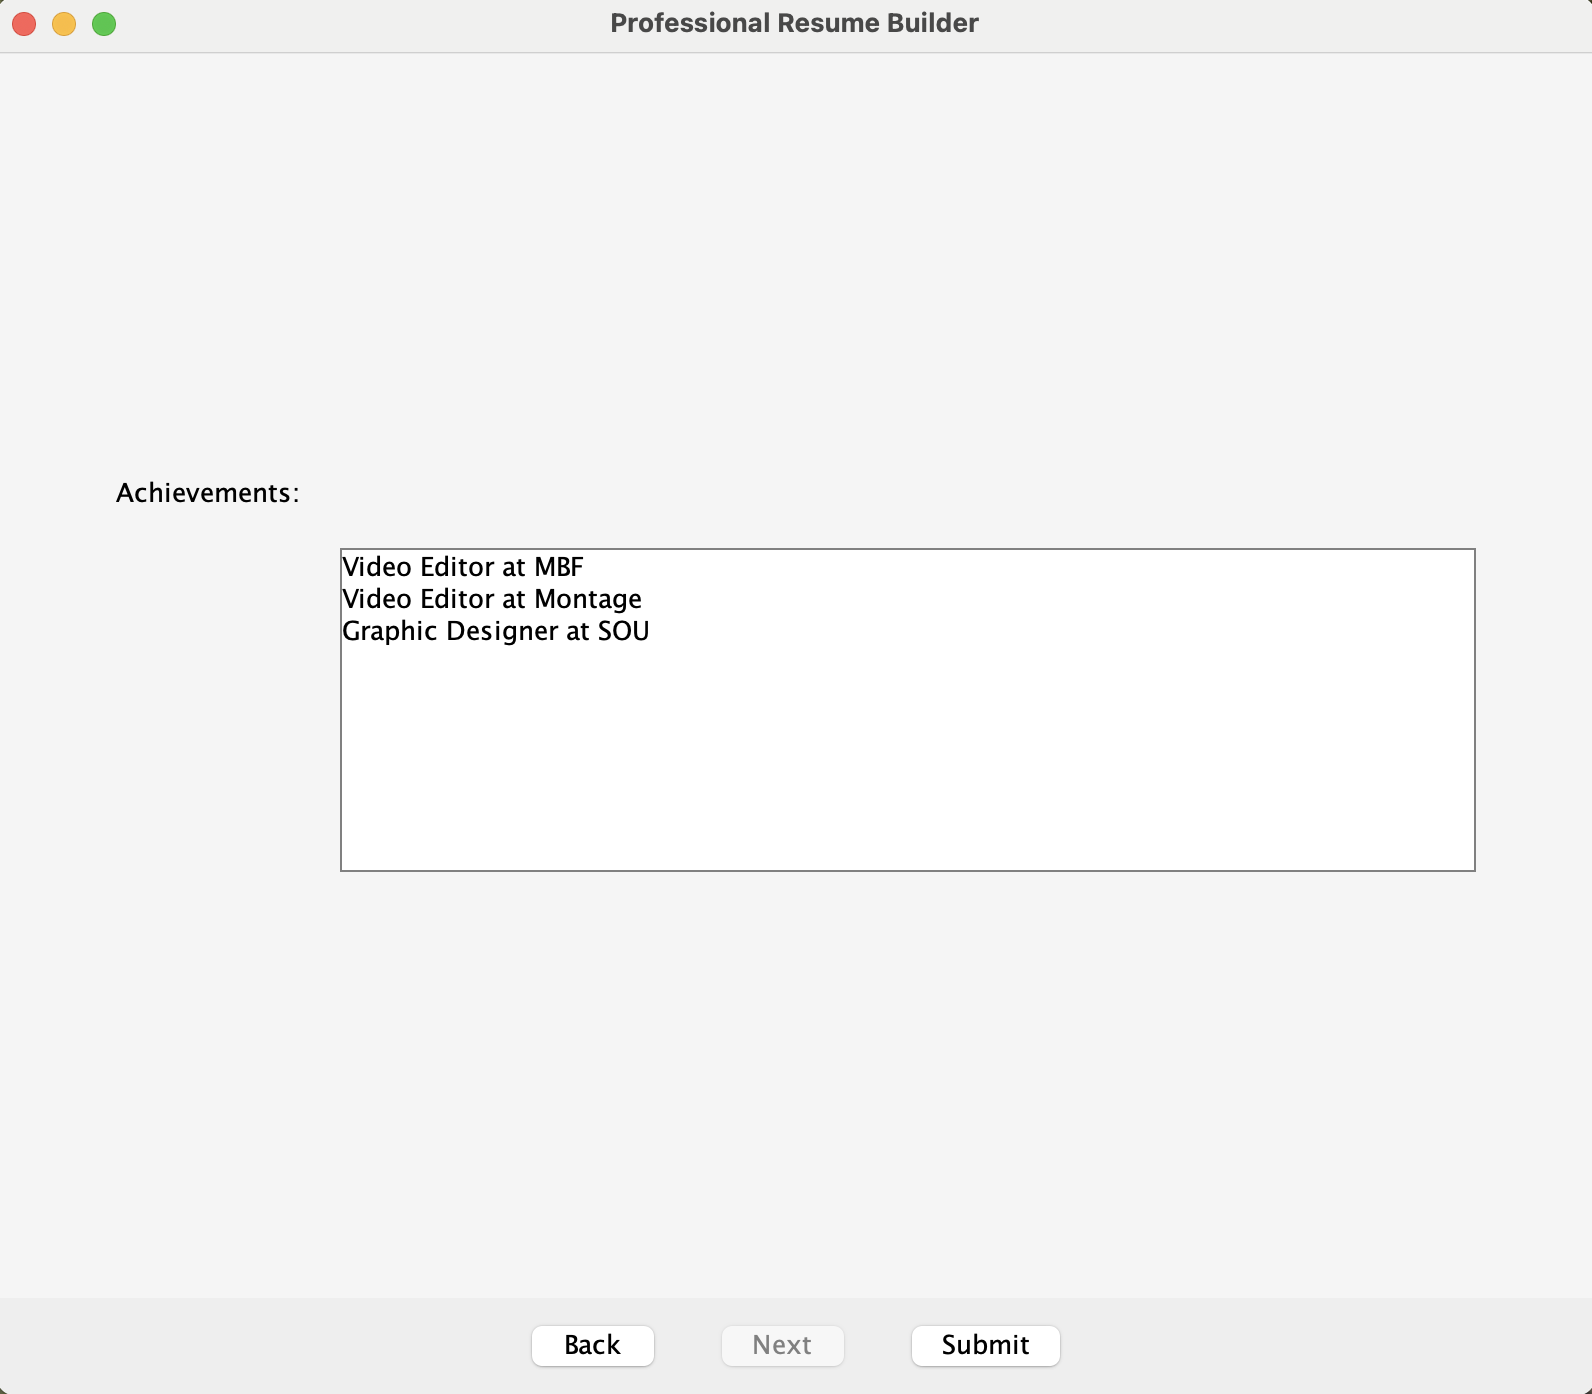 Professional Resume Builder
Achievements:
Video Editor at MBF
Video Editor at Montage
Graphic Designer at SOU
Back
Next
Submit